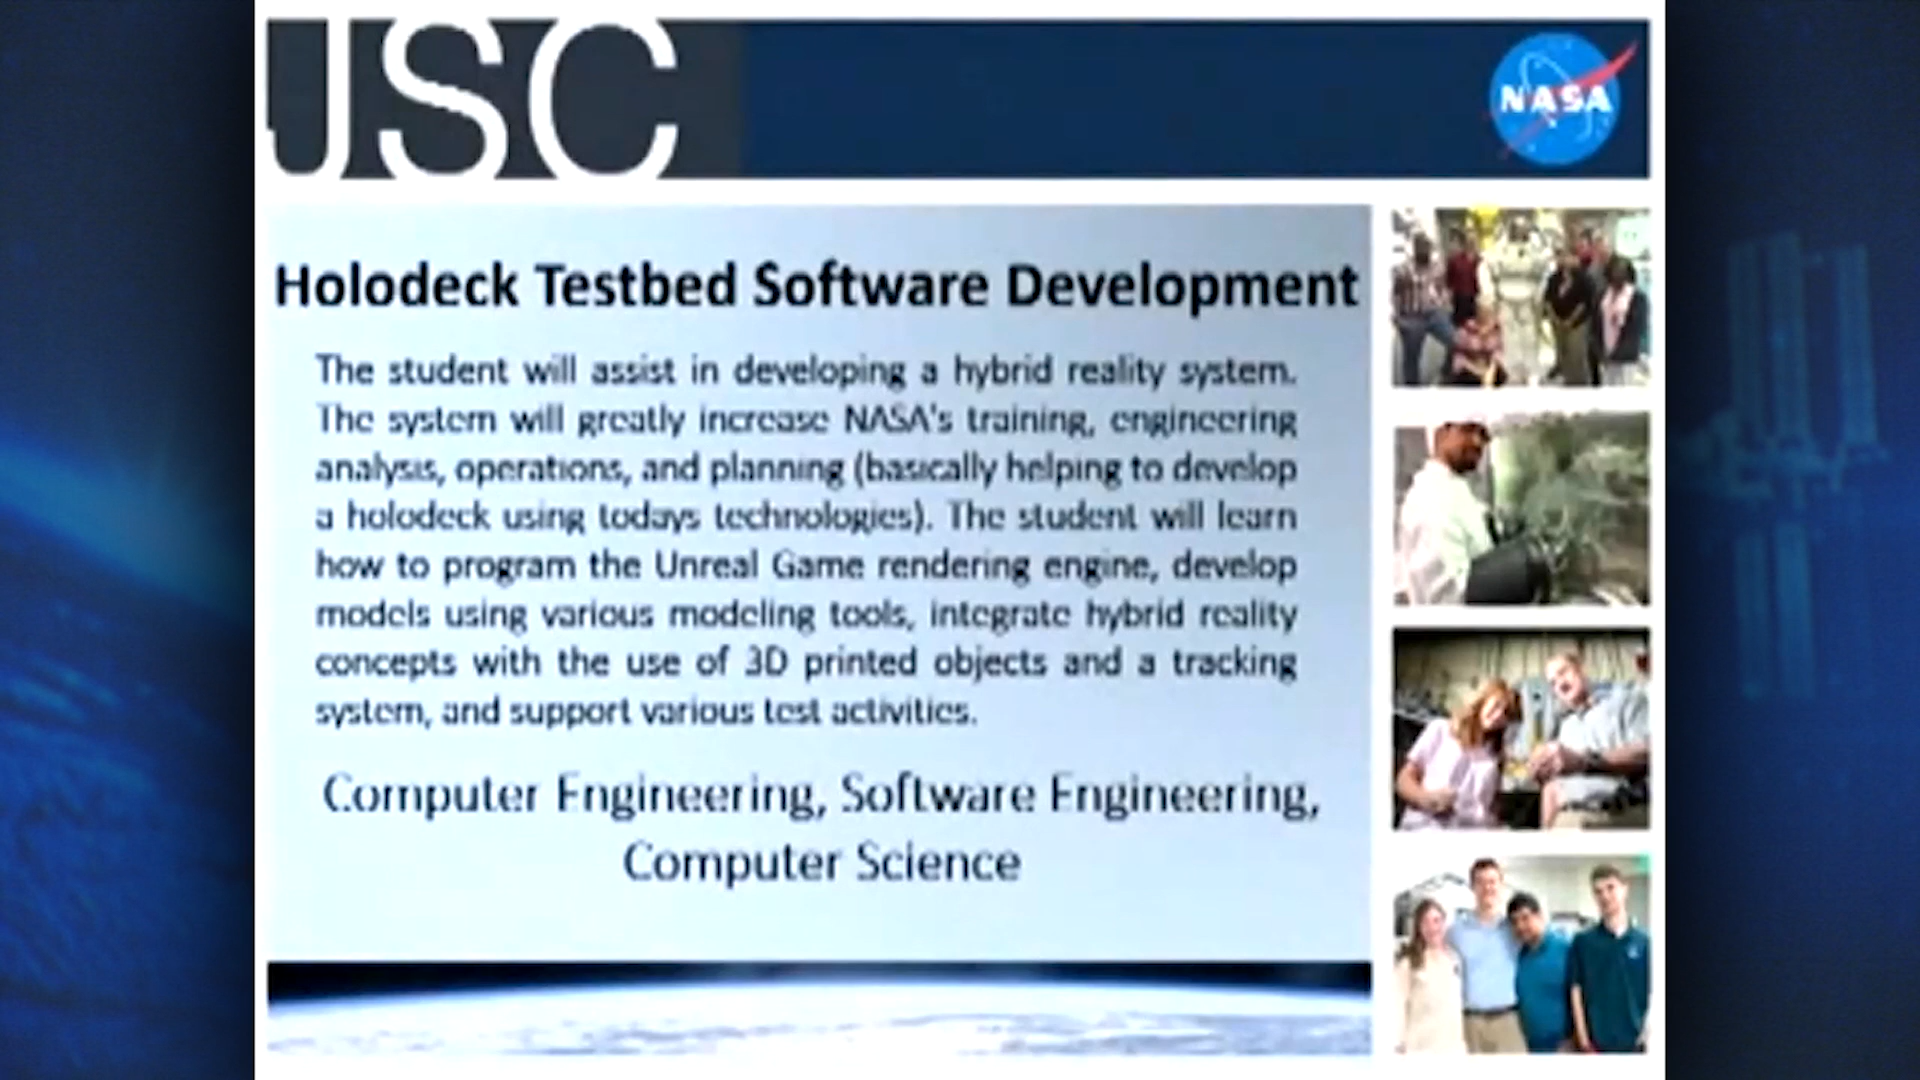 JSC
NASA
Holodeck Testbed Software Development
The student will assist in developing a hybrid reality system.
The system will greatly increase NASA's training, engineering
analysis, operations, and planning (basically helping to develop
a holodeck using todays technologies). The student will learn
how to program the Unreal Game rendering engine, develop
models using various modeling tools, integrate hybrid reality
concepts with the use of 3D printed objects and a tracking
system, and support various test activities.
Computer Engineering, Software Engineering,
Computer Science